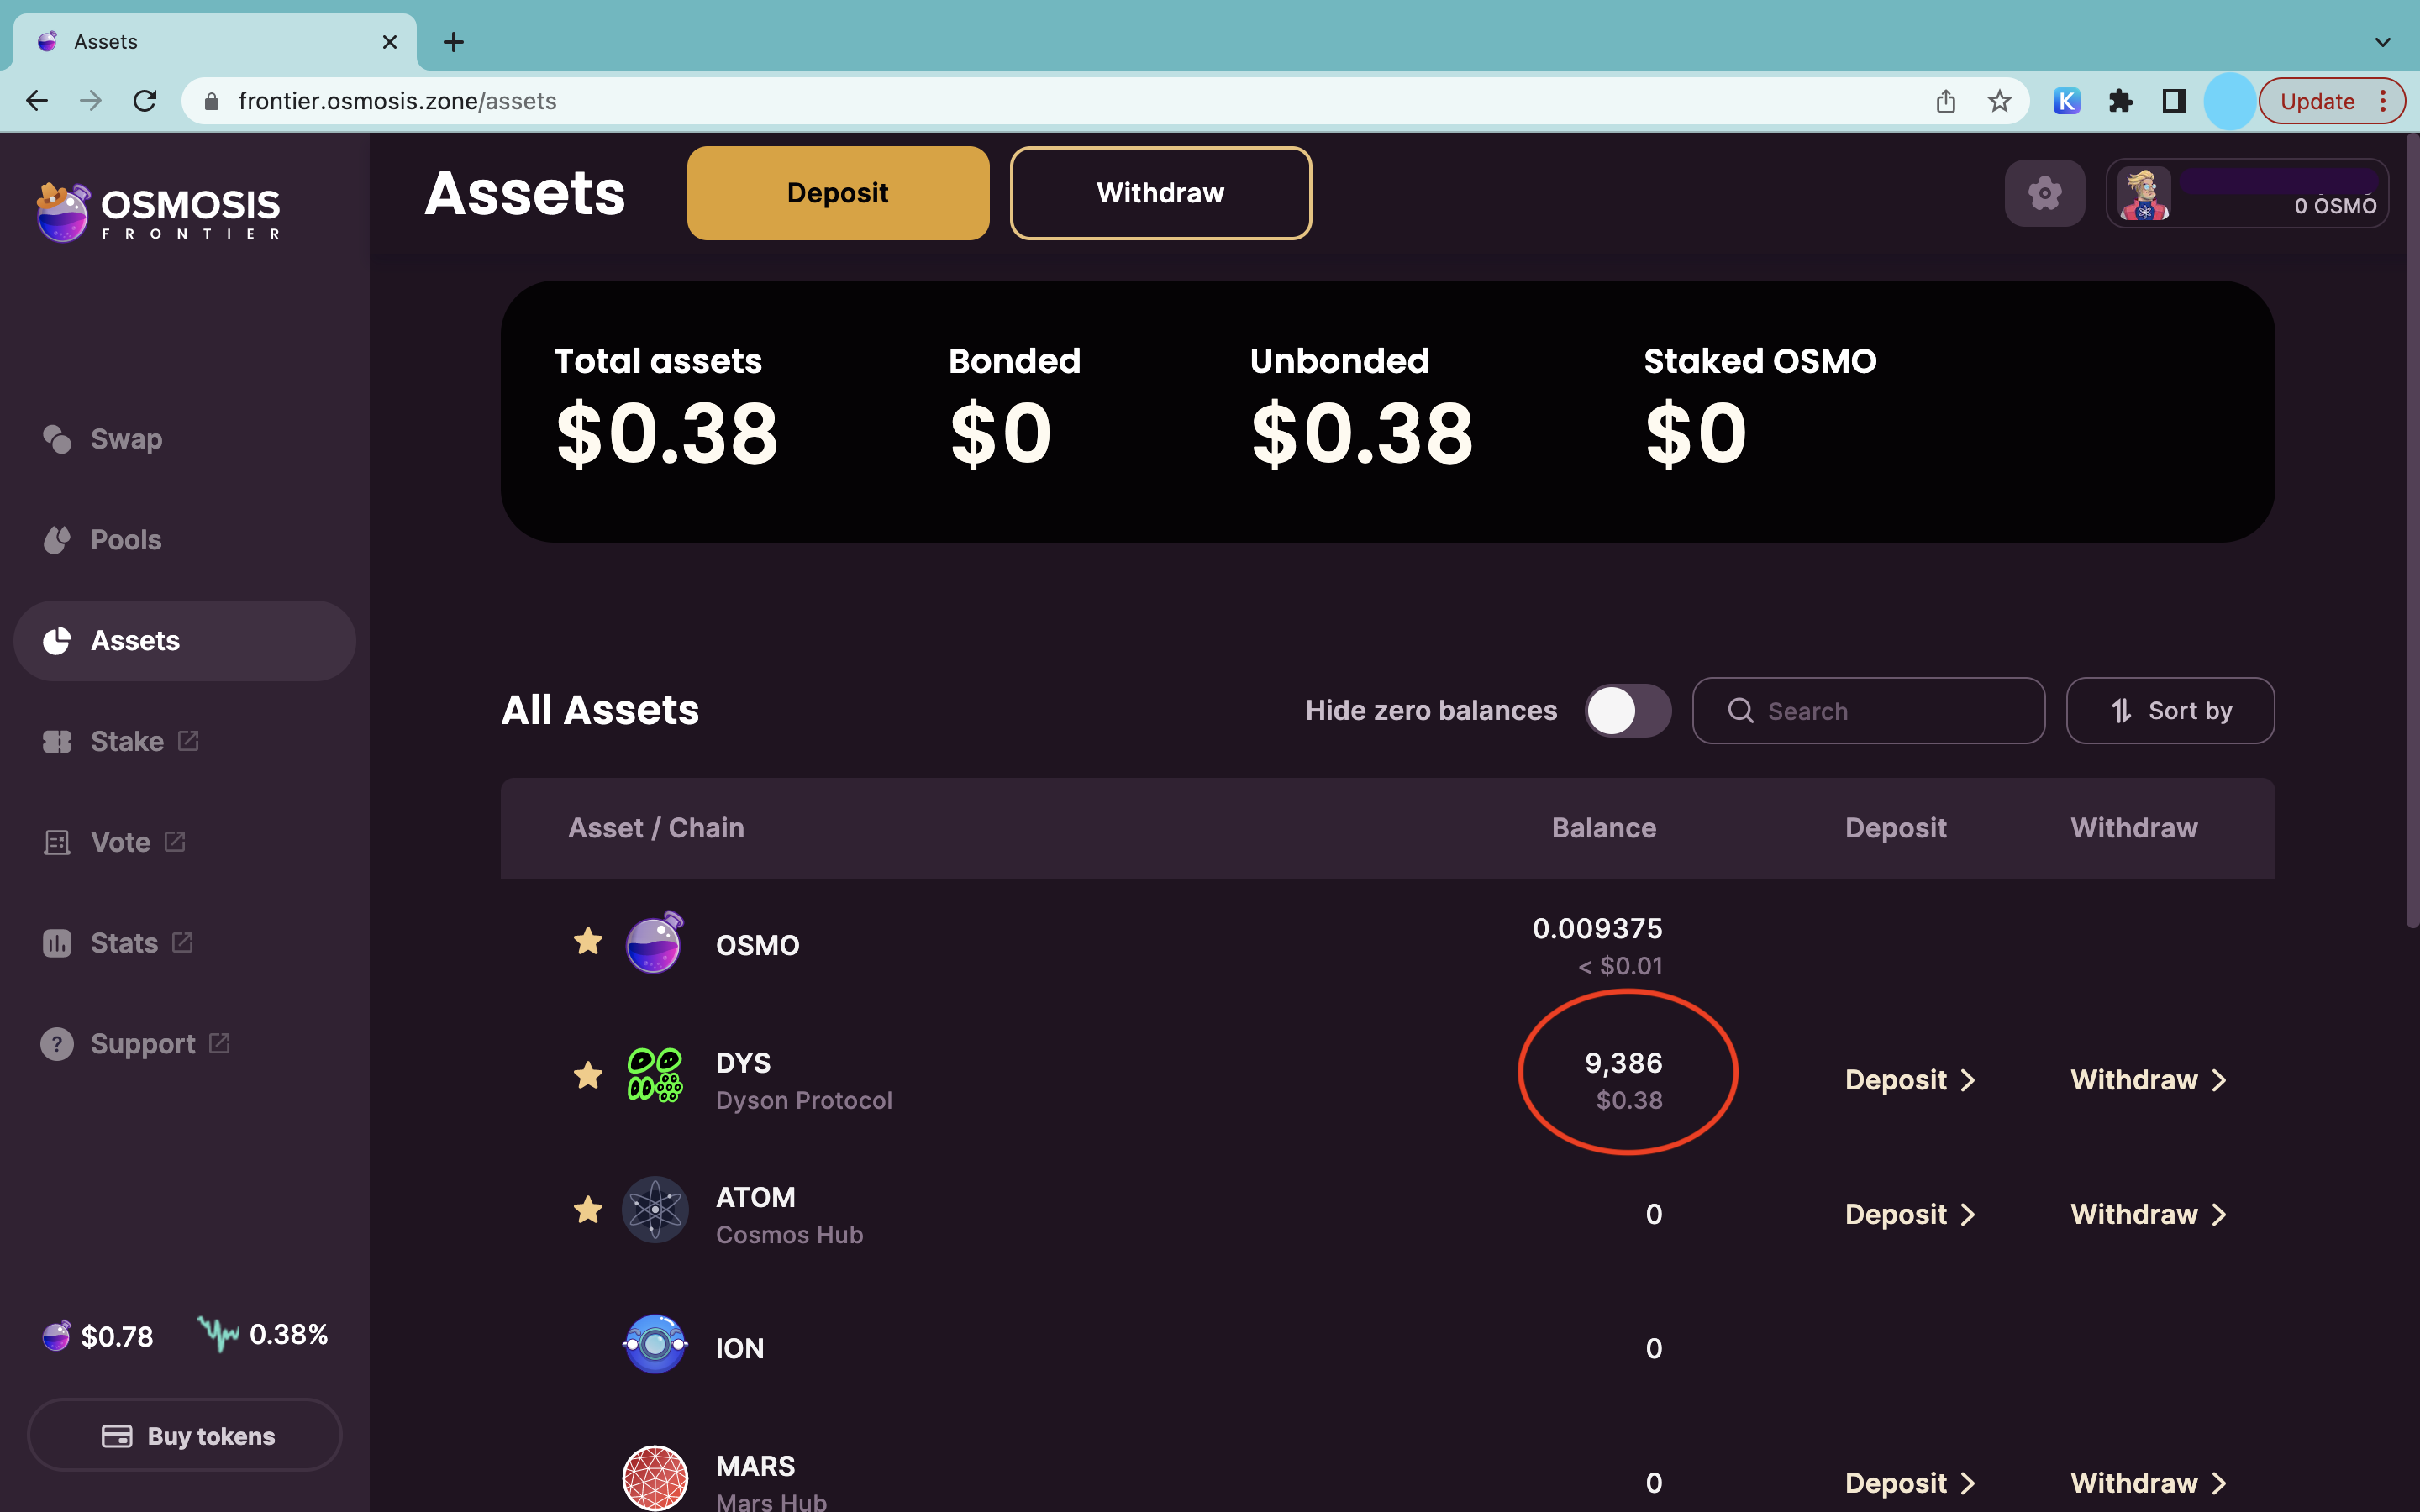 Assets
frontier.osmosis.zone/assets
K
Update
OSMOSIS
FRONTIER
Assets
Deposit
Withdraw
0 OSMO
Swap
Pools
Assets
Stake
Vote
Stats
Support
$0.78
0.38%
Buy tokens
Total assets
Bonded
Unbonded
Staked OSMO
$0.38
$0
$0.38
$0
All Assets
Hide zero balances
Search
Sort by
Asset / Chain
Balance
Deposit
Withdraw
OSMO
0.009375
< $0.01
DYS
Dyson Protocol
9,386
$0.38
Deposit
Withdraw
ATOM
Cosmos Hub
0
Deposit
Withdraw
ION
0
MARS
Mars Hub
0
Deposit
Withdraw